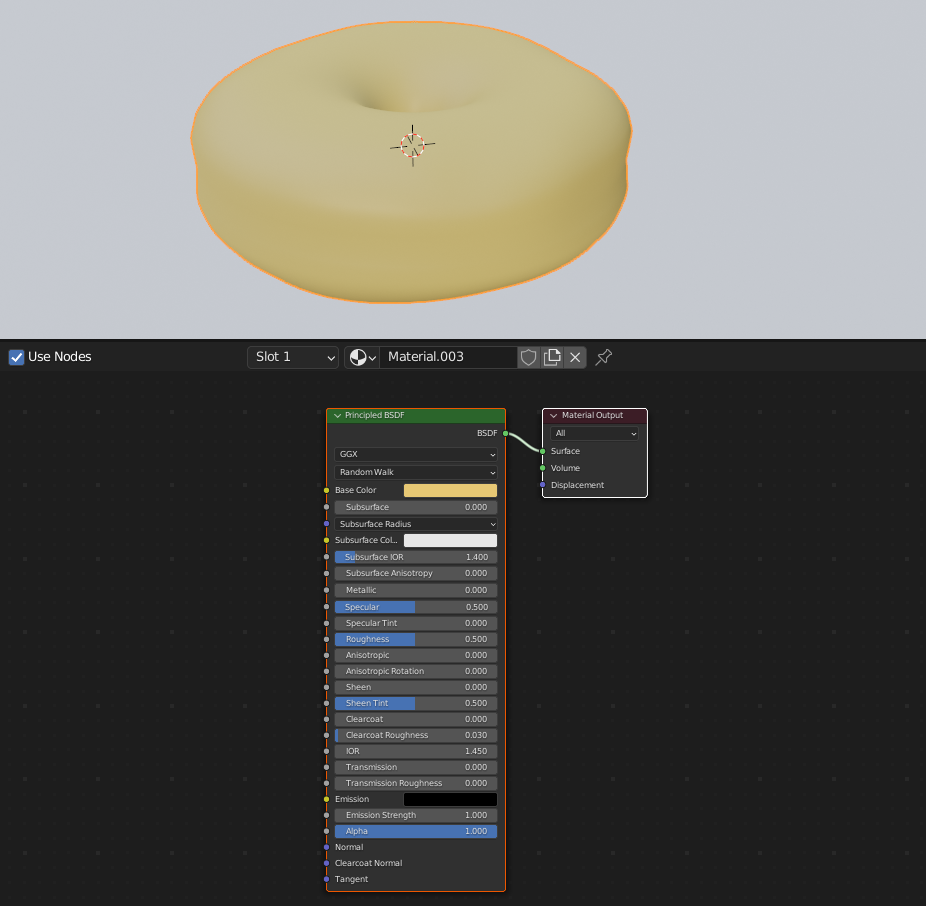 Use Nodes Slot 1 Material.003
Principled BSDF
Material Output
BSDF
All
GGX
Surface
Random Walk
Volume
Base Color
Displacement
Subsurface 0.000
Subsurface Radius
Subsurface Col...
Subsurface IOR 1.400
Subsurface Anisotropy 0.000
Metallic 0.000
Specular 0.500
Specular Tint 0.000
Roughness 0.500
Anisotropic 0.000
Anisotropic Rotation 0.000
Sheen 0.000
Sheen Tint 0.500
Clearcoat 0.000
Clearcoat Roughness 0.030
IOR 1.450
Transmission 0.000
Transmission Roughness 0.000
Emission
Emission Strength 1.000
Alpha 1.000
Normal
Clearcoat Normal
Tangent